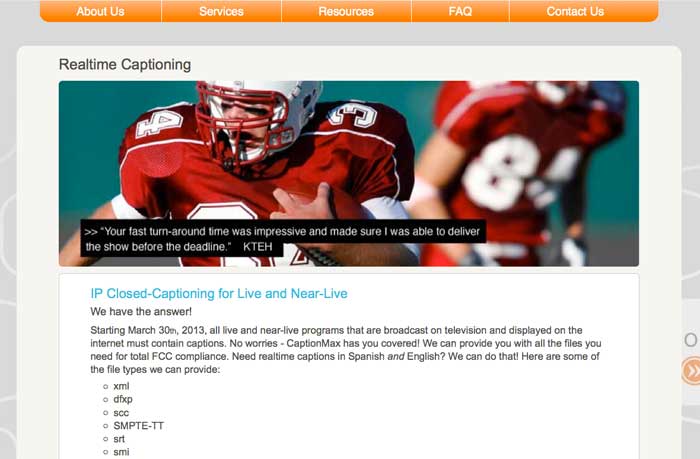 About Us
Services
Resources
FAQ
Contact Us
Realtime Captioning
4
3
84
>> “Your fast turn-around time was impressive and made sure I was able to deliver
the show before the deadline.” KTEH
IP Closed-Captioning for Live and Near-Live
We have the answer!
Starting March 30th, 2013, all live and near-live programs that are broadcast on television and displayed on the
internet must contain captions. No worries - CaptionMax has you covered! We can provide you with all the files you
need for total FCC compliance. Need realtime captions in Spanish and English? We can do that! Here are some of
the file types we can provide:
xml
dfxp
scc
SMPTE-TT
srt
smi